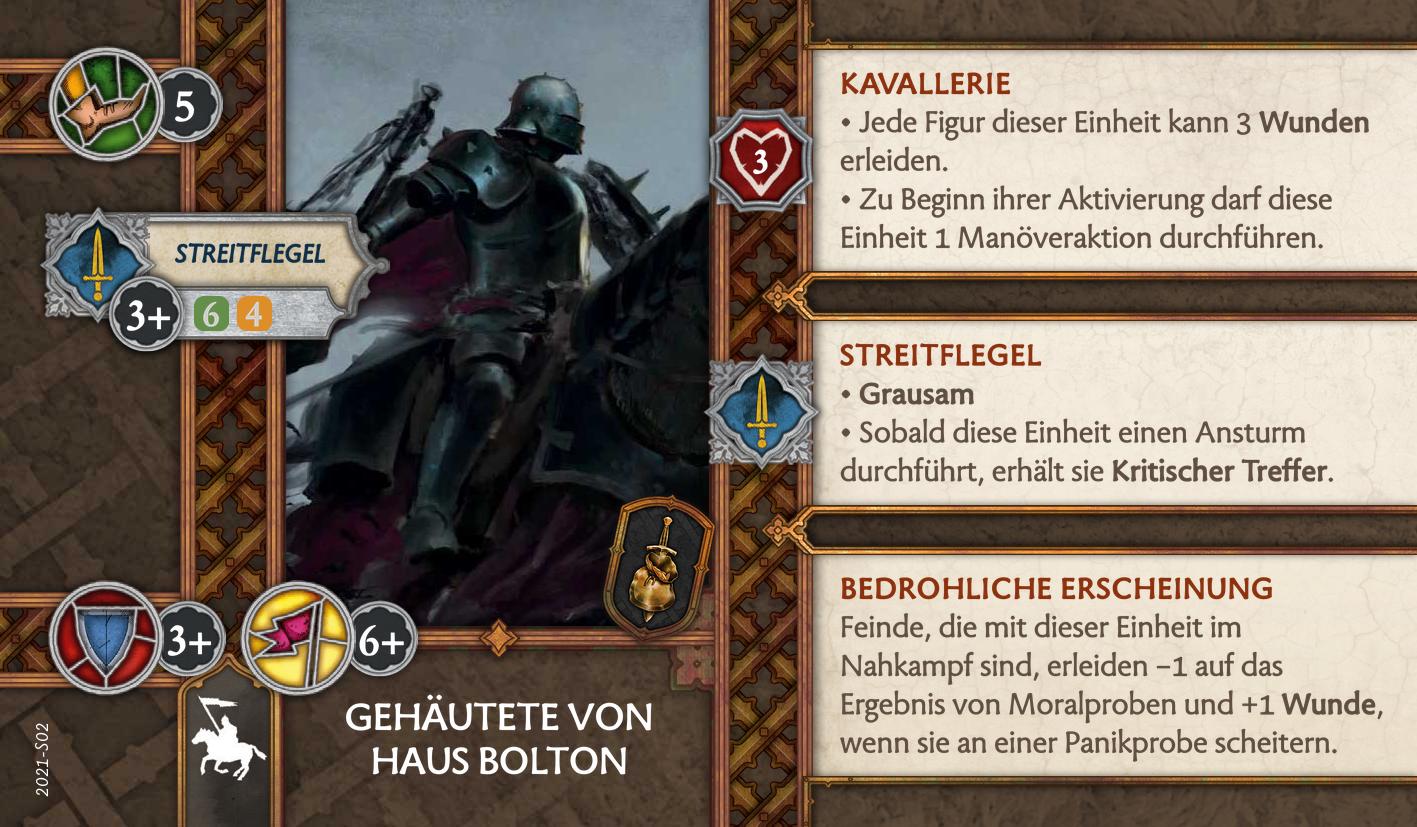 5
STREITFLEGEL
3+
6 4
3+
6+
GEHÄUTETE VON
HAUS BOLTON
2021-S02
3
KAVALLERIE
• Jede Figur dieser Einheit kann 3 Wunden
erleiden.
• Zu Beginn ihrer Aktivierung darf diese
Einheit 1 Manöveraktion durchführen.
STREITFLEGEL
• Grausam
• Sobald diese Einheit einen Ansturm
durchführt, erhält sie Kritischer Treffer.
BEDROHLICHE ERSCHEINUNG
Feinde, die mit dieser Einheit im
Nahkampf sind, erleiden −1 auf das
Ergebnis von Moralproben und +1 Wunde,
wenn sie an einer Panikprobe scheitern.